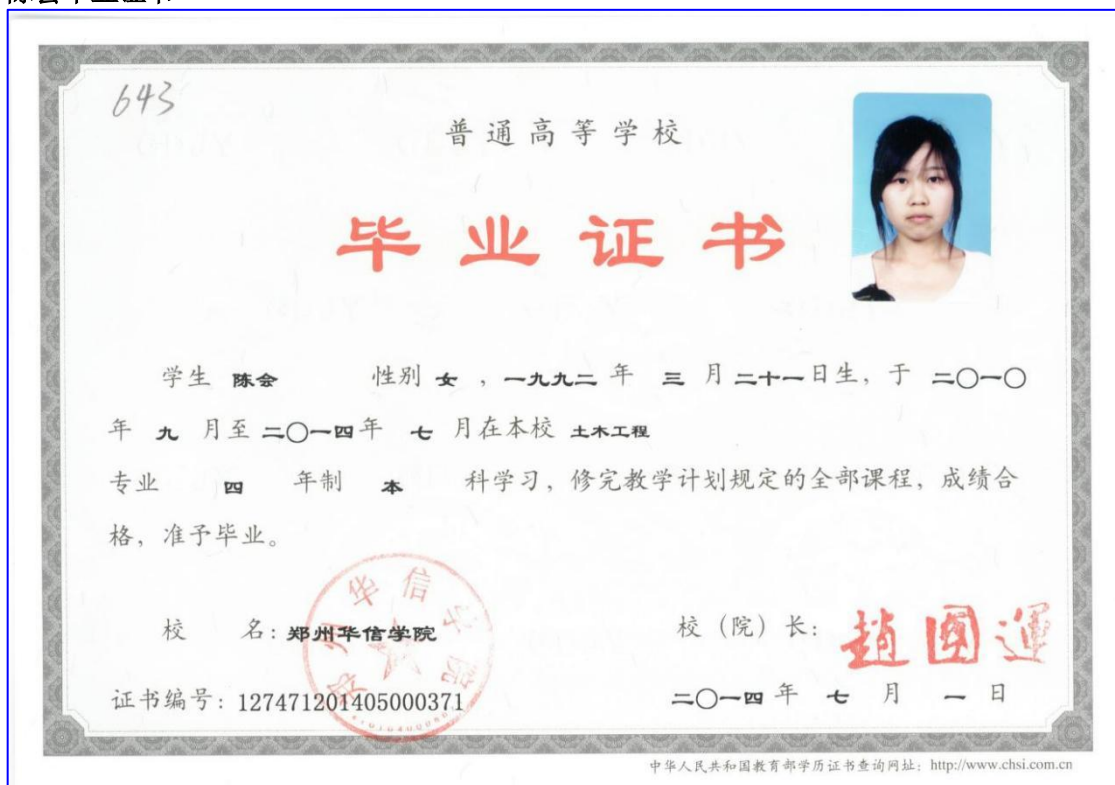 643
普通高等学校
毕业证书
学生 陈会 性别 女 ，一九九二 年 三 月 二十一日生，于 二〇一〇
年 九 月至 二〇一四年 七 月在本校 土木工程
专业 四 年制 本 科学习，修完教学计划规定的全部课程，成绩合
格，准予毕业。
郑州华信学院
校 名：郑州华信学院
校（院）长：趙國運
证书编号：127471201405000371
二〇一四 年 七 月 一 日
中华人民共和国教育部学历证书查询网址：http://www.chsi.com.cn